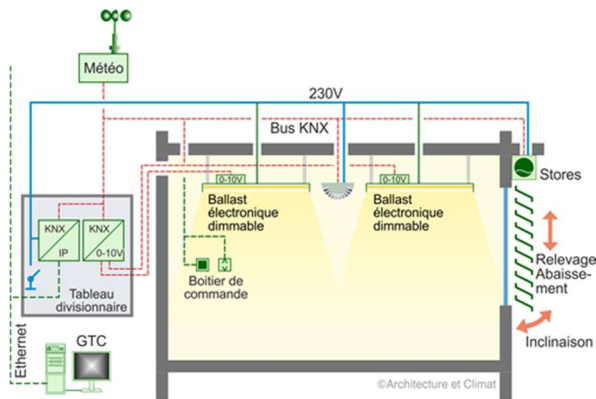 Météo
230V
Bus KNX
0-10V
0-10V
Stores
Ballast
électronique
dimmable
Ballast
électronique
dimmable
KNX
IP
KNX
0-10V
Relevage
Abaisse-
ment
Boitier de
commande
Tableau
divisionnaire
Inclinaison
Ethernet
GTC
©Architecture et Climat